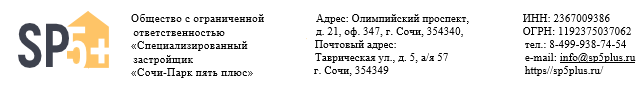 SP5+
Общество с ограниченной
ответственностью
«Специализированный
застройщик
«Сочи-Парк пять плюс»
Адрес: Олимпийский проспект,
д. 21, оф. 347, г. Сочи, 354340,
Почтовый адрес:
Таврическая ул., д. 5, а/я 57
г. Сочи, 354349
ИНН: 2367009386
ОГРН: 1192375037062
тел.: 8-499-938-74-54
e-mail: info@sp5plus.ru
https//sp5plus.ru/